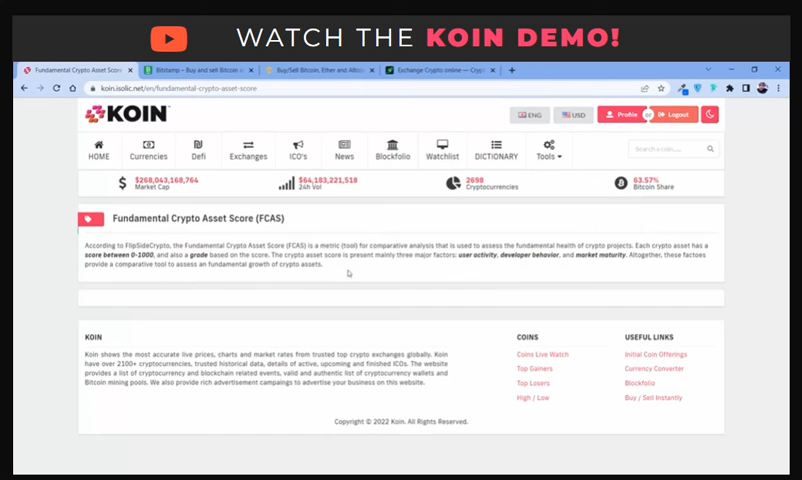 WATCH THE KOIN DEMO!
Fundamental Crypto Asset Score
Bitstamp – Buy and sell Bitcoin a
Buy/Sell Bitcoin, Ether and Altco
Exchange Crypto online — Crypt
koin.isolic.net/en/fundamental-crypto-asset-score
KOIN
ENG
USD
Profile
or
Logout
HOME
Currencies
Defi
Exchanges
ICO's
News
Blockfolio
Watchlist
DICTIONARY
Tools
Search a coin.....
$268,043,168,764
Market Cap
$64,183,221,518
24h Vol
2698
Cryptocurrencies
63.57%
Bitcoin Share
Fundamental Crypto Asset Score (FCAS)
According to FlipSideCrypto, the Fundamental Crypto Asset Score (FCAS) is a metric (tool) for comparative analysis that is used to assess the fundamental health of crypto projects. Each crypto asset has a
score between 0-1000, and also a grade based on the score. The crypto asset score is present mainly three major factors: user activity, developer behavior, and market maturity. Altogether, these factoes
provide a comparative tool to assess an fundamental growth of crypto assets.
KOIN
Koin shows the most accurate live prices, charts and market rates from trusted top crypto exchanges globally. Koin
have over 2100+ cryptocurrencies, trusted historical data, details of active, upcoming and finished ICOs. The website
provides a list of cryptocurrency and blockchain related events, valid and authentic list of cryptocurrency wallets and
Bitcoin mining pools. We also provide rich advertisement campaings to advertise your business on this website.
COINS
Coins Live Watch
Top Gainers
Top Losers
High / Low
USEFUL LINKS
Initial Coin Offerings
Currency Converter
Blockfolio
Buy / Sell Instantly
Copyright © 2022 Koin. All Rights Reserved.